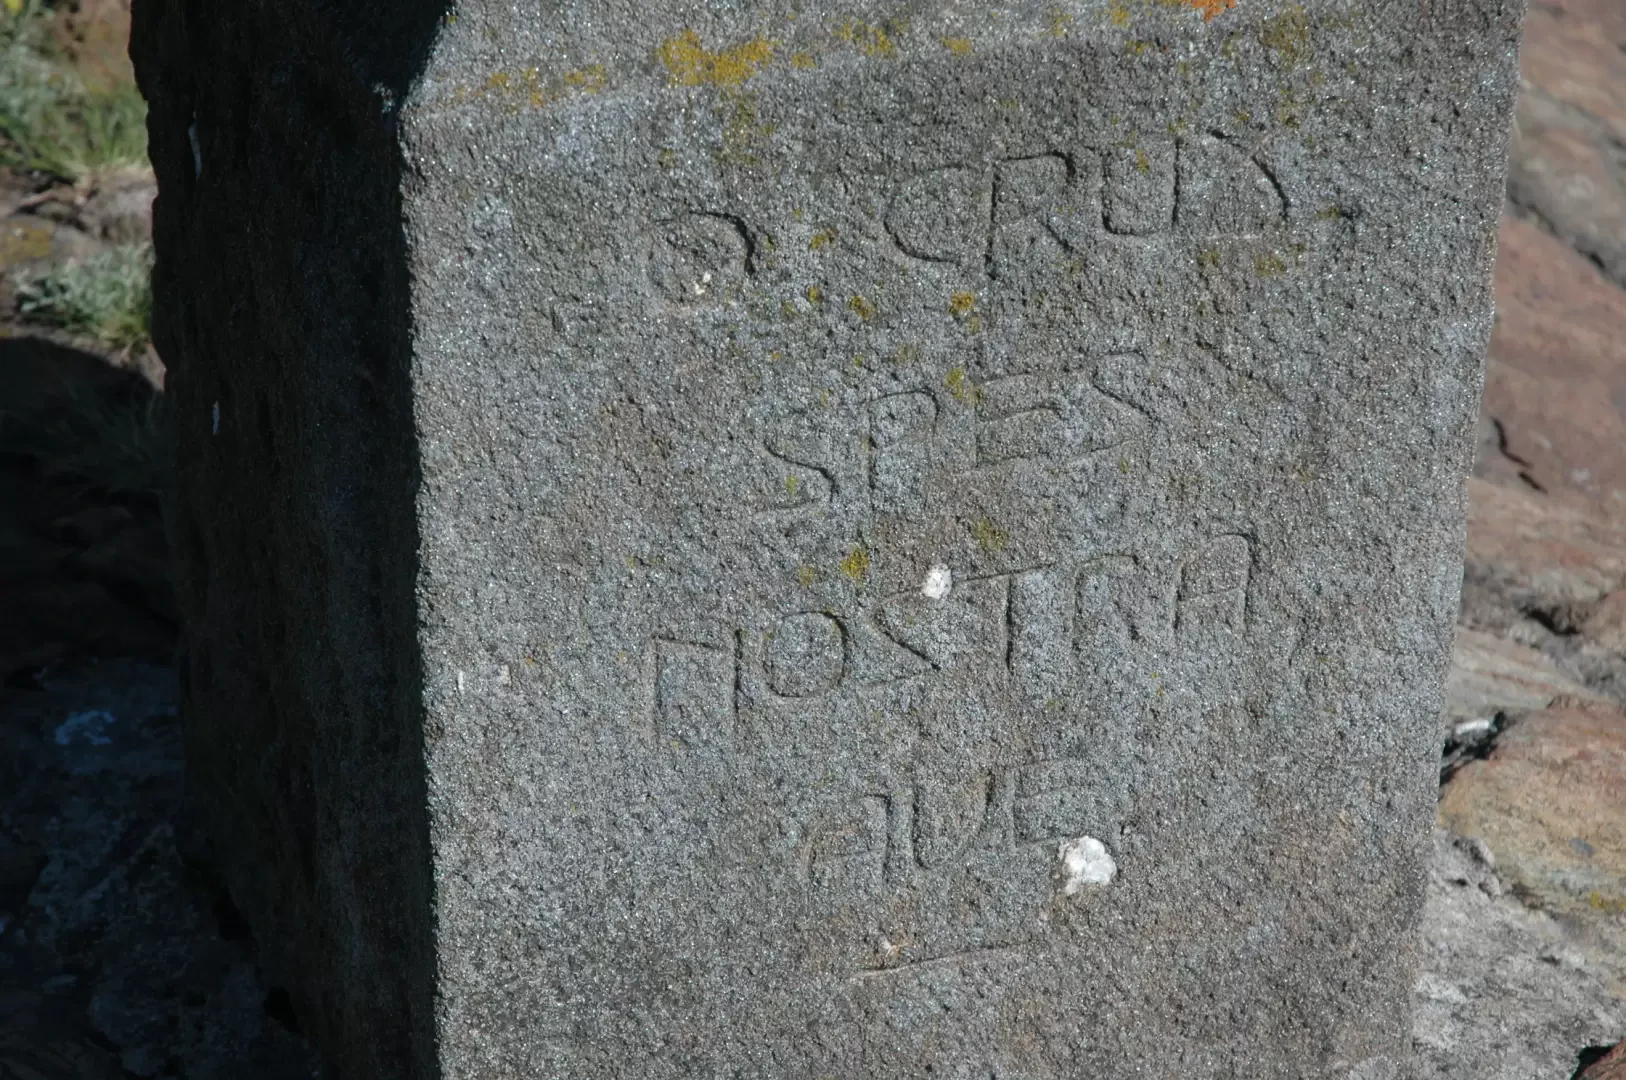 O CRUX
SPES
NOSTRA
AVE